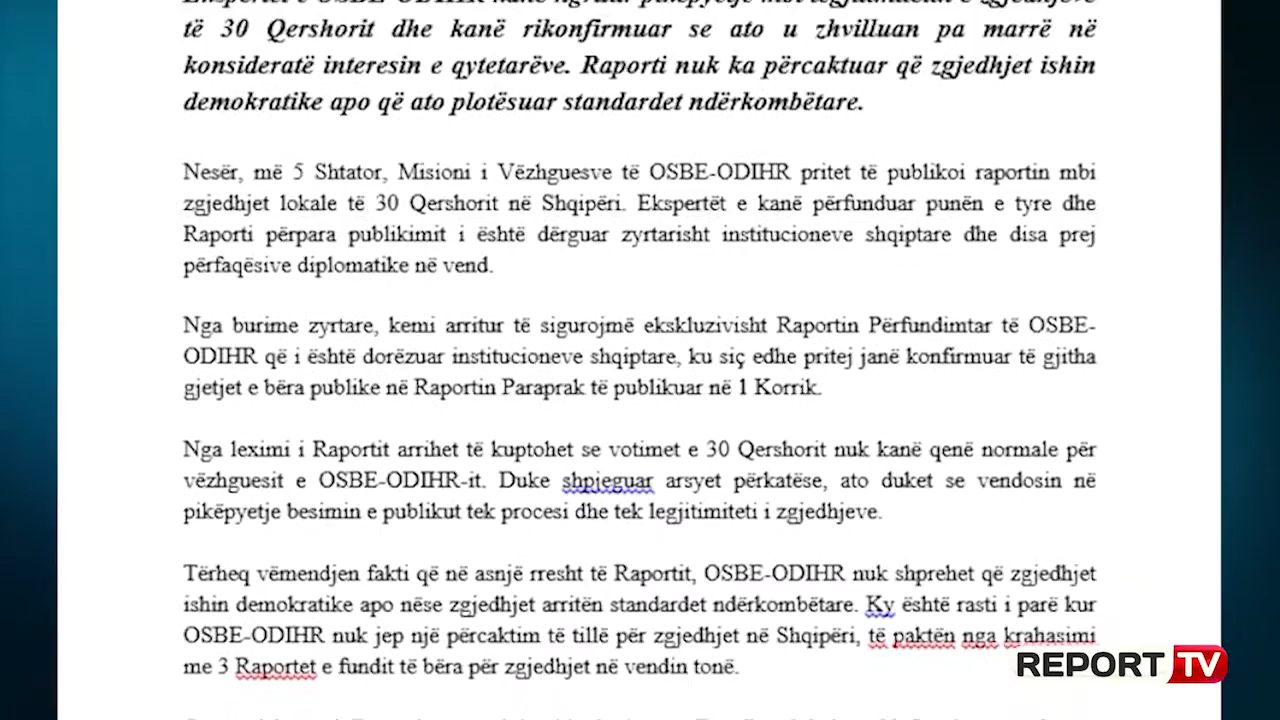 Ekspertët e OSBE-ODIHR kanë ngritur pikëpyetje mbi legjitimitetin e zgjedhjeve
të 30 Qershorit dhe kanë rikonfirmuar se ato u zhvilluan pa marrë në
konsideratë interesin e qytetarëve. Raporti nuk ka përcaktuar që zgjedhjet ishin
demokratike apo që ato plotësuar standardet ndërkombëtare.
Nesër, më 5 Shtator, Misioni i Vëzhguesve të OSBE-ODIHR pritet të publikoi raportin mbi
zgjedhjet lokale të 30 Qershorit në Shqipëri. Ekspertët e kanë përfunduar punën e tyre dhe
Raporti përpara publikimit i është dërguar zyrtarisht institucioneve shqiptare dhe disa prej
përfaqësive diplomatike në vend.
Nga burime zyrtare, kemi arritur të sigurojmë ekskluzivisht Raportin Përfundimtar të OSBE-
ODIHR që i është dorëzuar institucioneve shqiptare, ku siç edhe pritej janë konfirmuar të gjitha
gjetjet e bëra publike në Raportin Paraprak të publikuar në 1 Korrik.
Nga leximi i Raportit arrihet të kuptohet se votimet e 30 Qershorit nuk kanë qenë normale për
vëzhguesit e OSBE-ODIHR-it. Duke shpieguar arsyet përkatëse, ato duket se vendosin në
pikëpyetje besimin e publikut tek procesi dhe tek legjitimiteti i zgjedhjeve.
Tërheq vëmendjen fakti që në asnjë rresht të Raportit, OSBE-ODIHR nuk shprehet që zgjedhjet
ishin demokratike apo nëse zgjedhjet arritën standardet ndërkombëtare. Ky është rasti i parë kur
OSBE-ODIHR nuk jep një përcaktim të tillë për zgjedhjet në Shqipëri, të paktën nga krahasimi
me 3 Raportet e fundit të bëra për zgjedhjet në vendin tonë.
REPORT TV